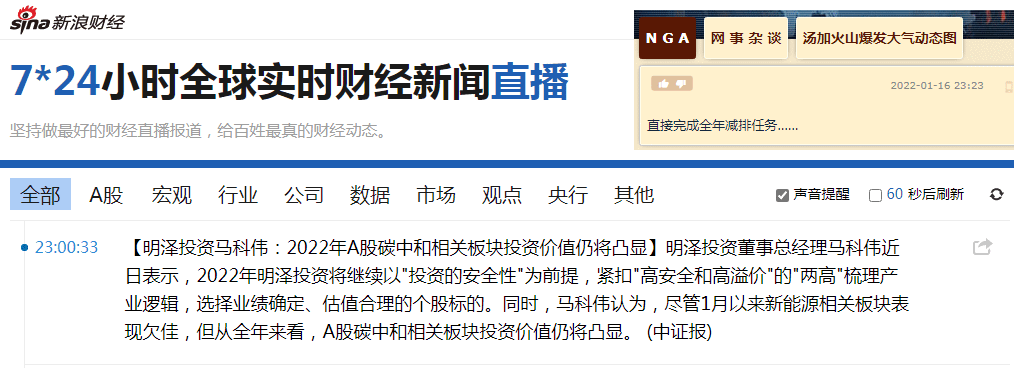 sina 新浪财经
7*24小时全球实时财经新闻直播
坚持做最好的财经直播报道，给百姓最真的财经动态。
NGA 网事杂谈 汤加火山爆发大气动态图
2022-01-16 23:23
直接完成全年减排任务......
全部 A股 宏观 行业 公司 数据 市场 观点 央行 其他 声音提醒 60 秒后刷新
23:00:33 【明泽投资马科伟：2022年A股碳中和相关板块投资价值仍将凸显】明泽投资董事总经理马科伟近
日表示，2022年明泽投资将继续以"投资的安全性"为前提，紧扣"高安全和高溢价"的"两高"梳理产
业逻辑，选择业绩确定、估值合理的个股标的。同时，马科伟认为，尽管1月以来新能源相关板块表
现欠佳，但从全年来看，A股碳中和相关板块投资价值仍将凸显。 (中证报)